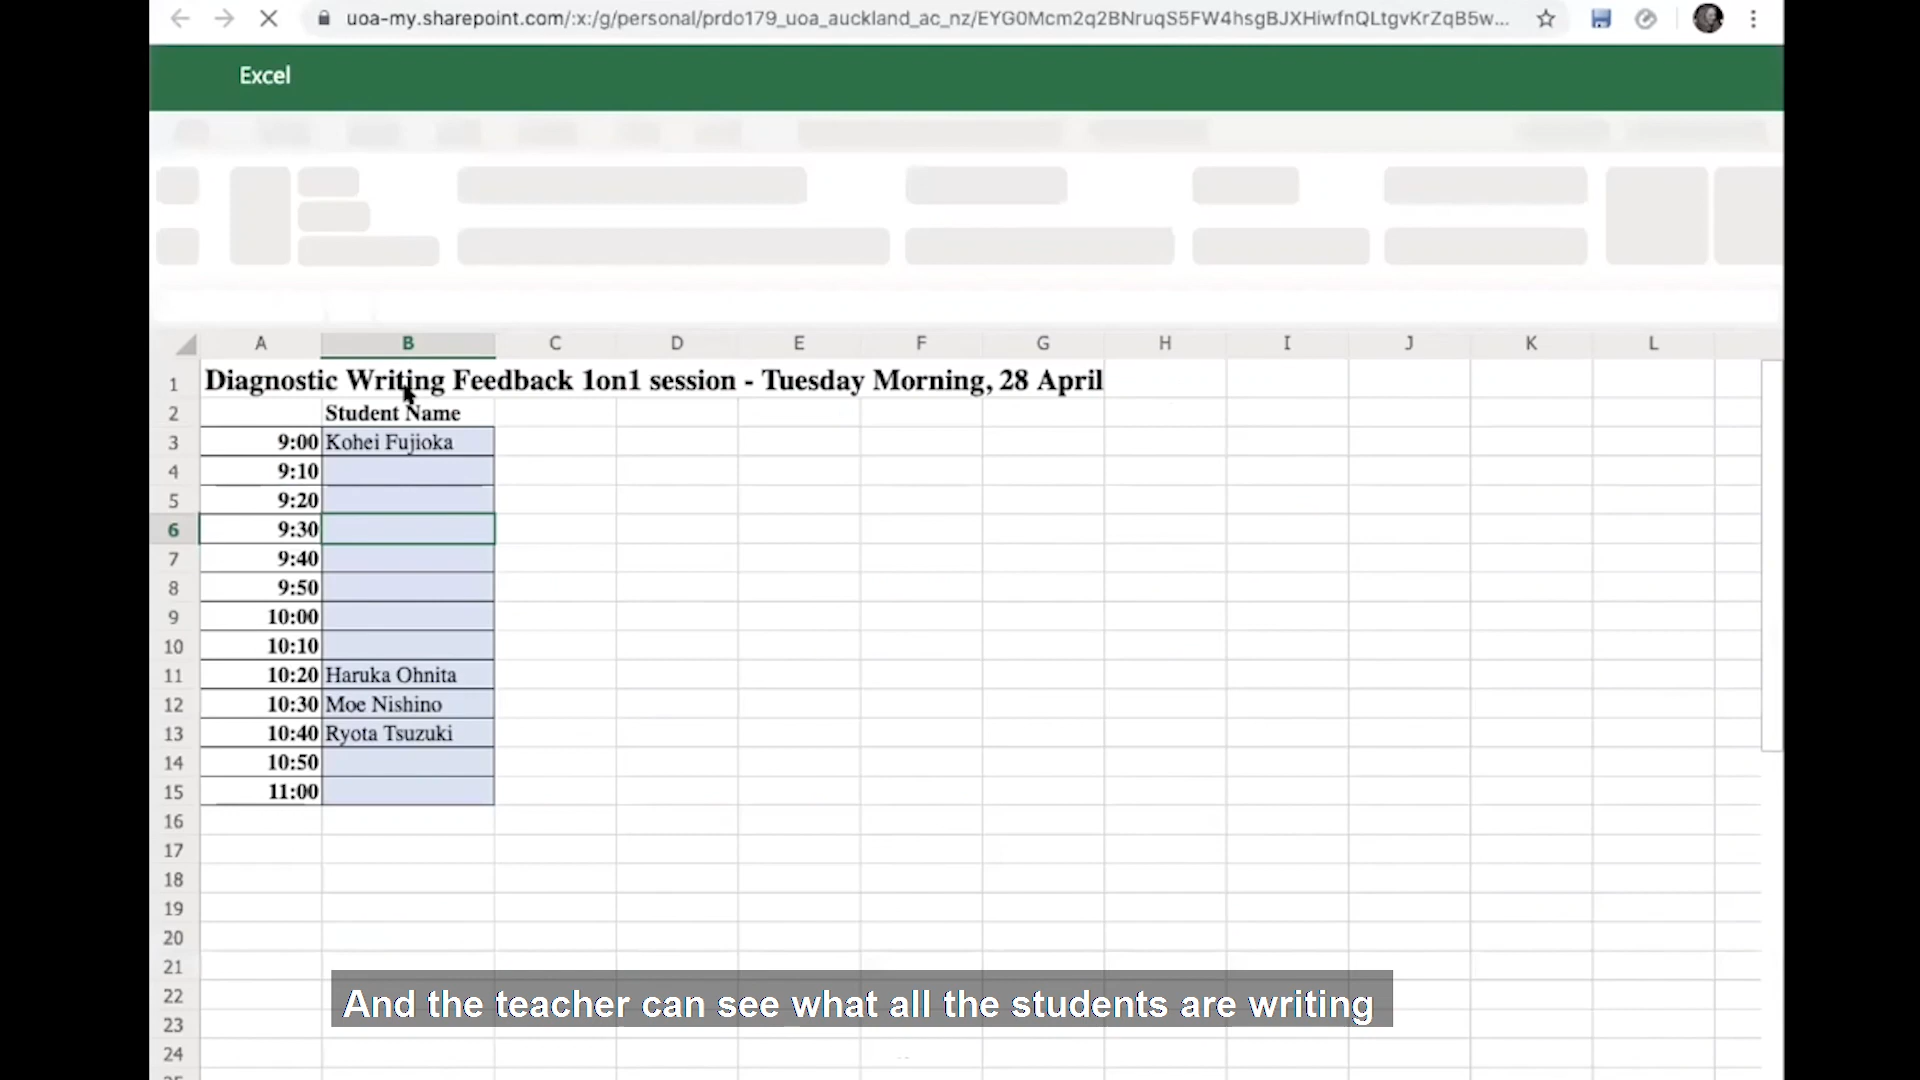 uoa-my.sharepoint.com/:x:/g/personal/prdo179_uoa_auckland_ac_nz/EYG0Mcm2q2BNruqS5FW4hsgBJXHiwfnQLtgvKrZqB5w...
Excel
A B C D E F G H I J K L
1 Diagnostic Writing Feedback 1on1 session - Tuesday Morning, 28 April
2 Student Name
3 9:00 Kohei Fujioka
4 9:10
5 9:20
6 9:30
7 9:40
8 9:50
9 10:00
10 10:10
11 10:20 Haruka Ohnita
12 10:30 Moe Nishino
13 10:40 Ryota Tsuzuki
14 10:50
15 11:00
16
17
18
19
20
21
22
23
24
And the teacher can see what all the students are writing